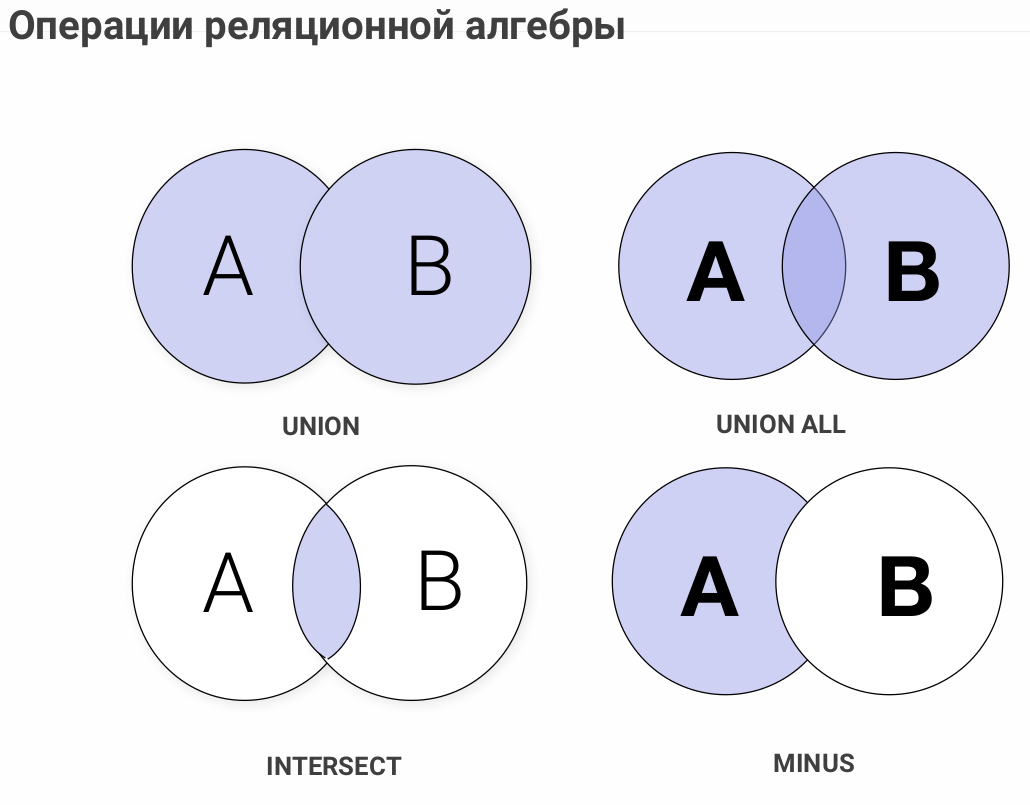 Операции реляционной алгебры
A B
A B
UNION
UNION ALL
A B
A B
INTERSECT
MINUS